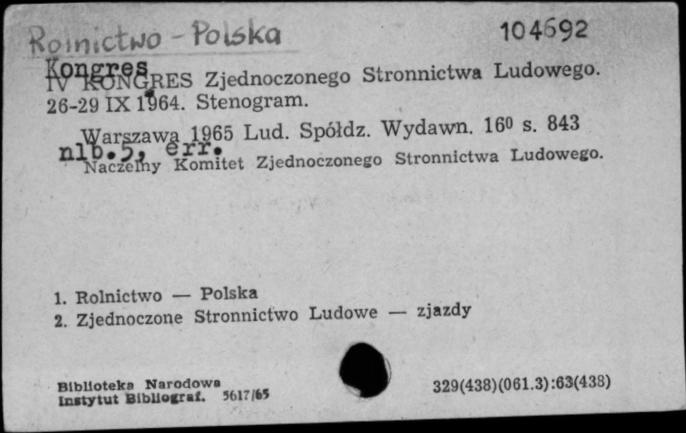 Rolnictwo - Polska 104692
Kongres
IV KONGRES Zjednoczonego Stronnictwa Ludowego.
26-29 IX 1964. Stenogram.
Warszawa 1965 Lud. Spółdz. Wydawn. 16⁰ s. 843
nlb. 5, err.
Naczelny Komitet Zjednoczonego Stronnictwa Ludowego.
1. Rolnictwo — Polska
2. Zjednoczone Stronnictwo Ludowe — zjazdy
Biblioteka Narodowa
Instytut Bibliograf. 5617/65 329(438)(061.3):63(438)